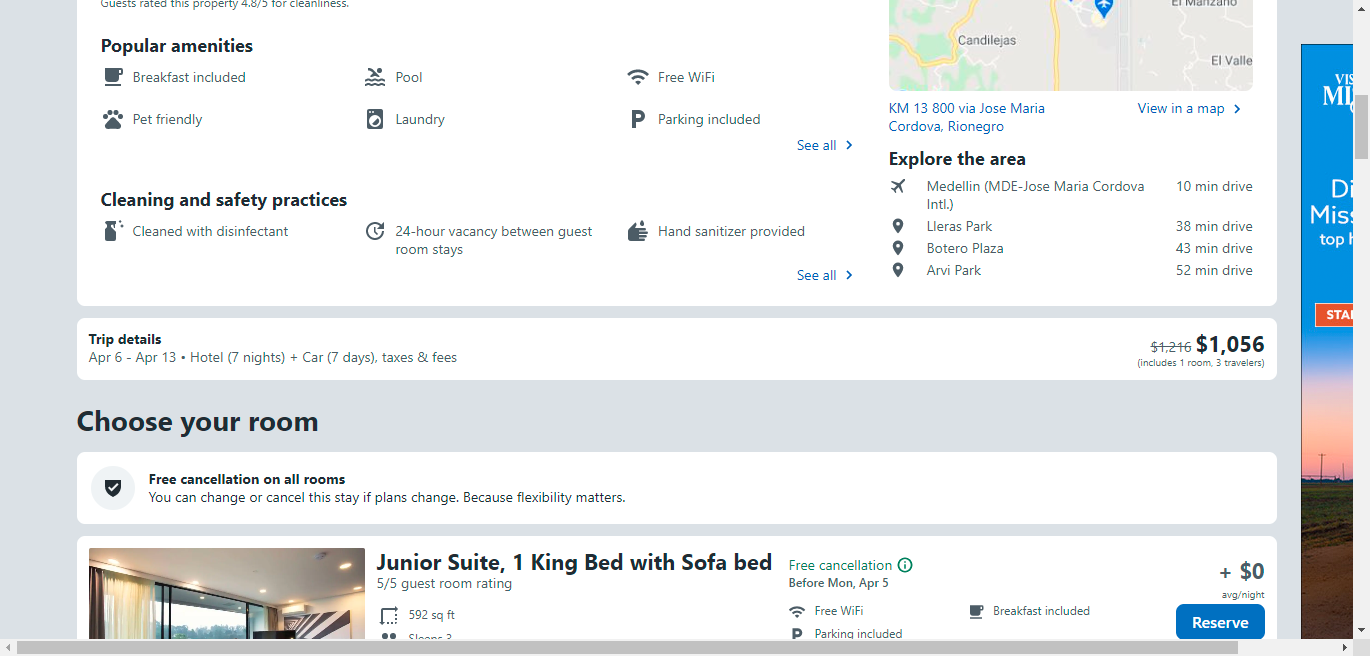 Guests rated this property 4.8/5 for cleanliness.
Popular amenities
Breakfast included
Pool
Free WiFi
Pet friendly
Laundry
Parking included
See all
Cleaning and safety practices
Cleaned with disinfectant
24-hour vacancy between guest
room stays
Hand sanitizer provided
See all
El Manzano
Candilejas
El Valle
KM 13 800 via Jose Maria
Cordova, Rionegro
View in a map
Explore the area
Medellin (MDE-Jose Maria Cordova
Intl.)
10 min drive
Lleras Park
38 min drive
Botero Plaza
43 min drive
Arvi Park
52 min drive
Trip details
Apr 6 - Apr 13 • Hotel (7 nights) + Car (7 days), taxes & fees
$1,216 $1,056
(includes 1 room, 3 travelers)
Choose your room
Free cancellation on all rooms
You can change or cancel this stay if plans change. Because flexibility matters.
Junior Suite, 1 King Bed with Sofa bed
5/5 guest room rating
592 sq ft
Sleeps 3
Free cancellation
Before Mon, Apr 5
Free WiFi
Breakfast included
Parking included
+ $0
avg/night
Reserve
VIS
MI
Di
Miss
top h
STA